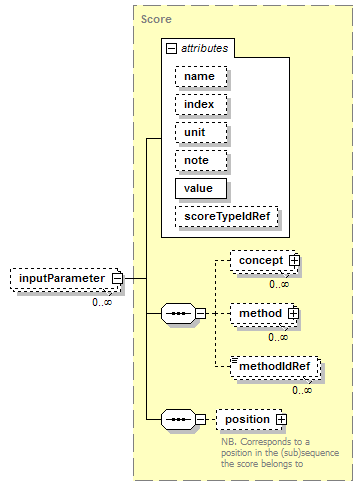 Score
attributes
name
index
unit
note
value
scoreTypeIdRef
inputParameter
0..∞
concept
0..∞
method
0..∞
methodIdRef
0..∞
position
NB. Corresponds to a
position in the (sub)sequence
the score belongs to